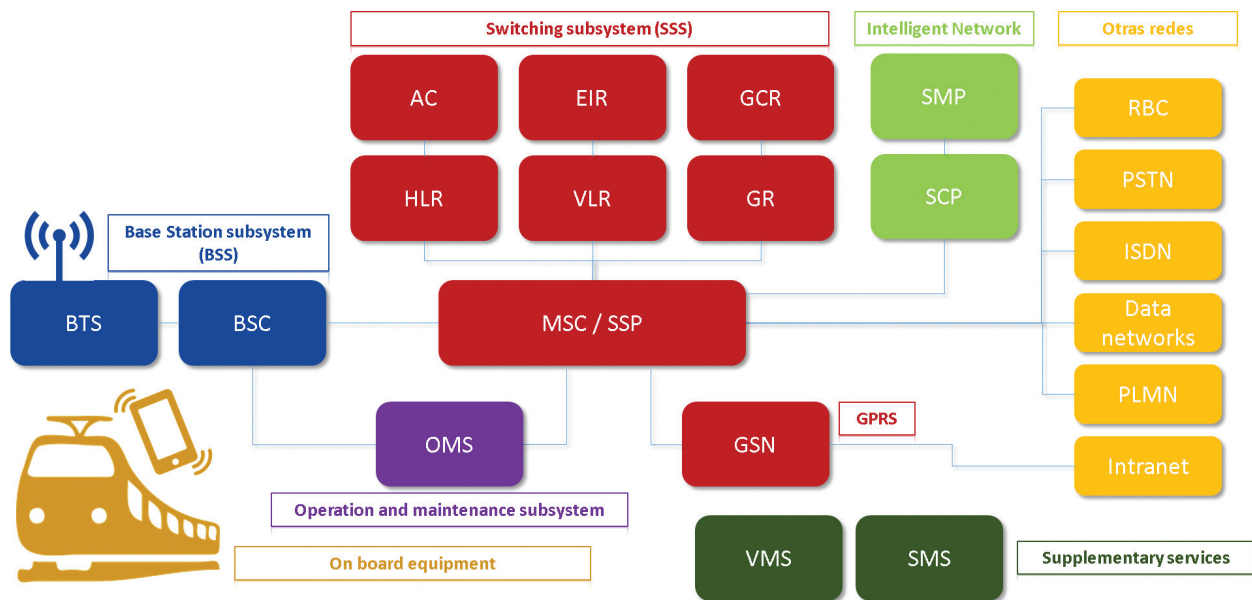 Switching subsystem (SSS)
Intelligent Network
Otras redes
AC
EIR
GCR
SMP
RBC
HLR
VLR
GR
SCP
PSTN
Base Station subsystem
(BSS)
ISDN
BTS
BSC
MSC / SSP
Data
networks
PLMN
OMS
GSN
GPRS
Intranet
Operation and maintenance subsystem
On board equipment
VMS
SMS
Supplementary services